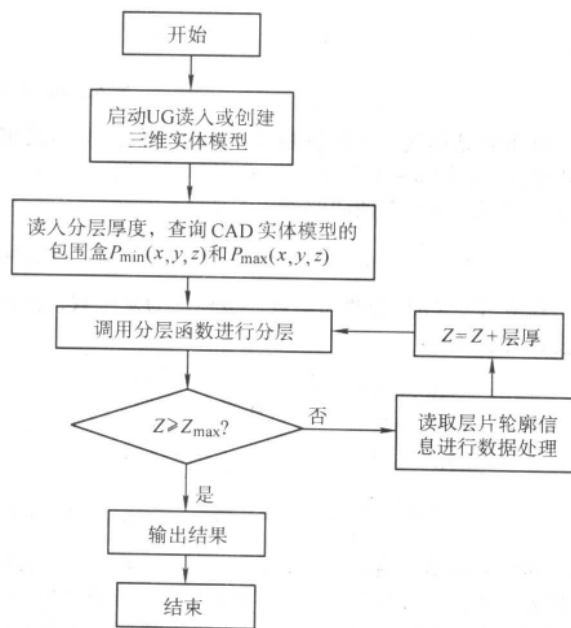 开始
启动UG读入或创建
三维实体模型
读入分层厚度，查询 CAD 实体模型的
包围盒Pmin(x,y,z)和Pmax(x,y,z)
调用分层函数进行分层
Z=Z+层厚
Z≥Zmax?
否
读取层片轮廓信
息进行数据处理
是
输出结果
结束